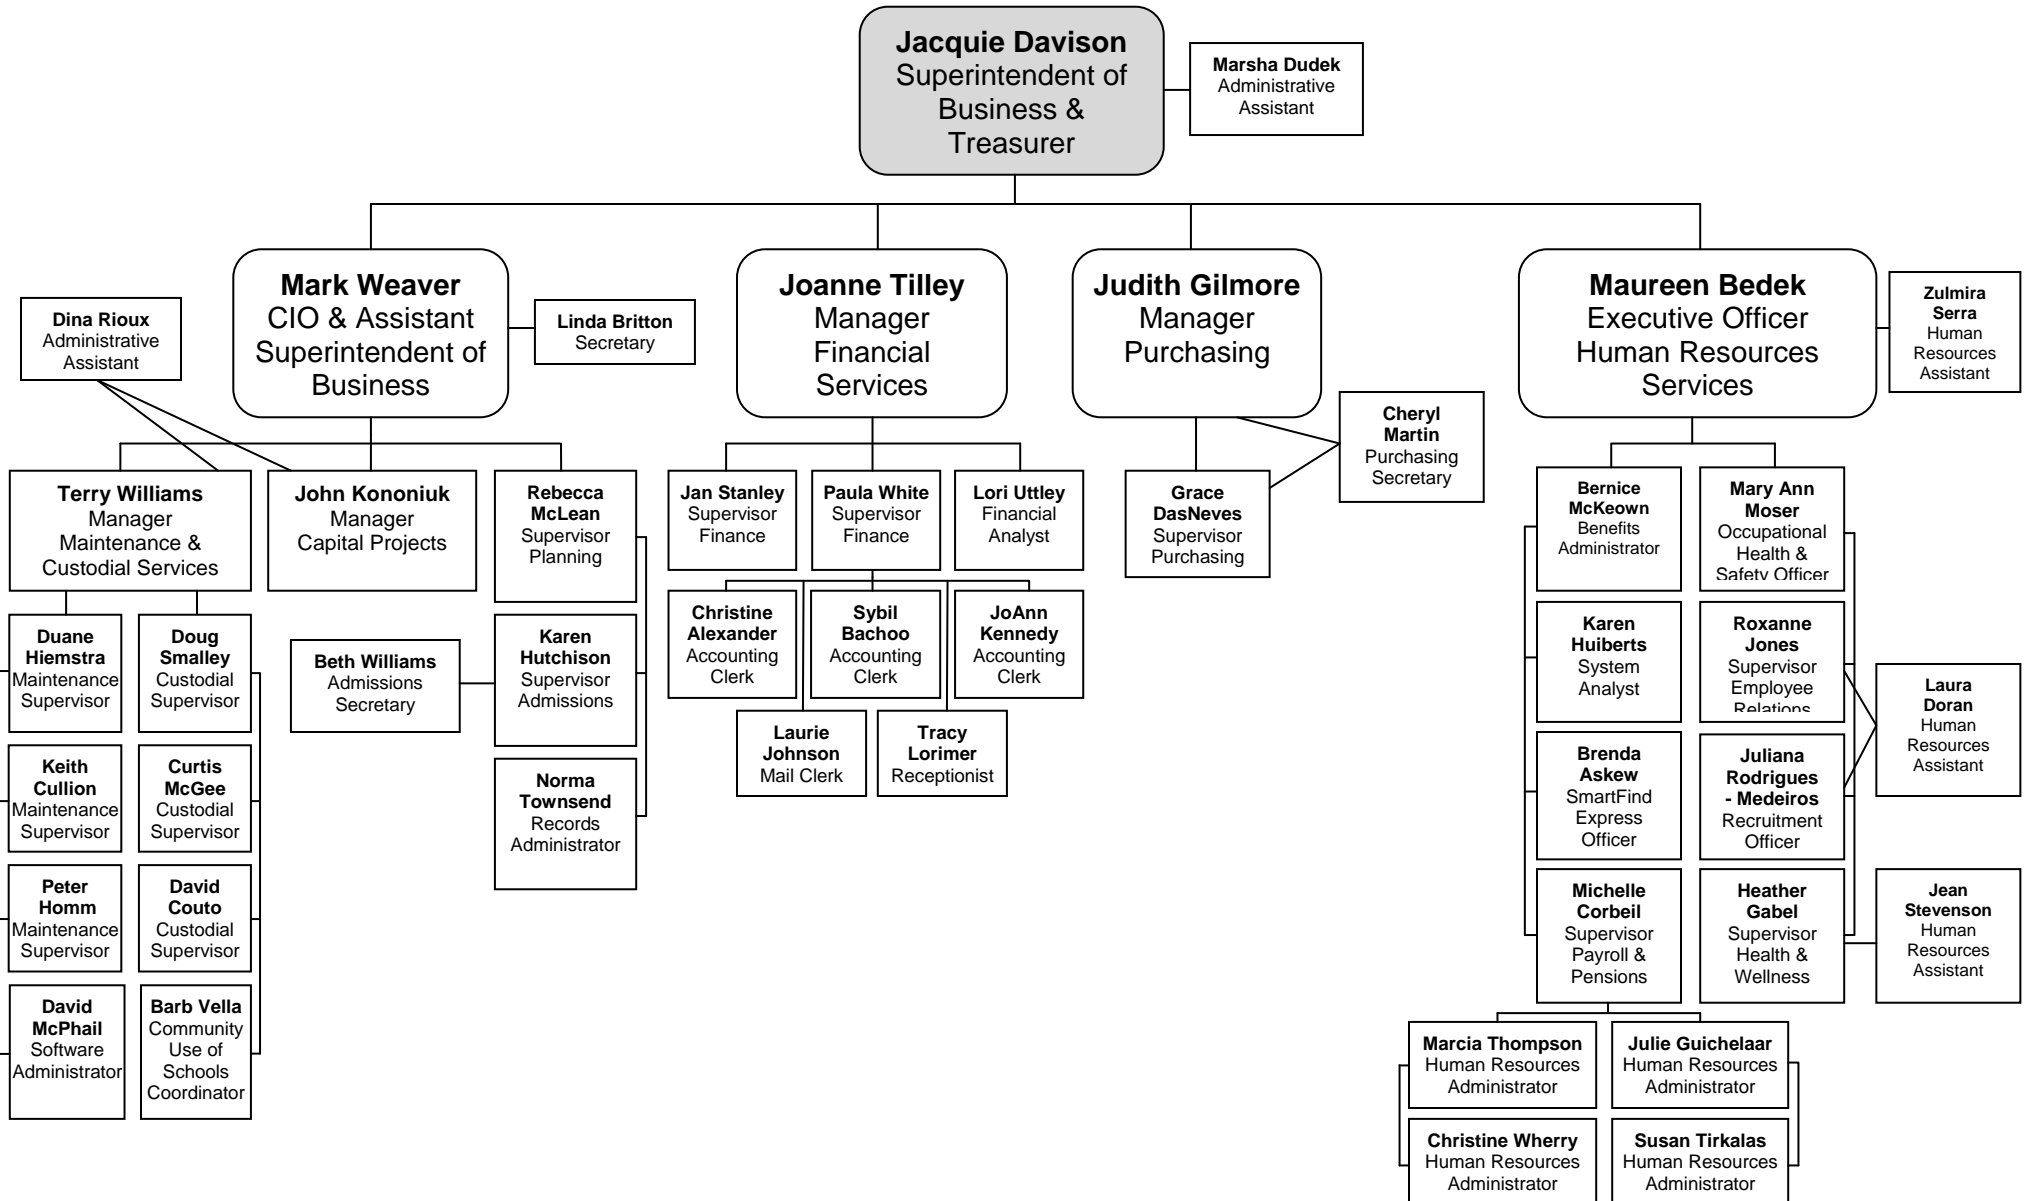 Jacquie Davison
Superintendent of
Business &
Treasurer
Marsha Dudek
Administrative
Assistant
Dina Rioux
Administrative
Assistant
Mark Weaver
CIO & Assistant
Superintendent of
Business
Linda Britton
Secretary
Joanne Tilley
Manager
Financial
Services
Judith Gilmore
Manager
Purchasing
Cheryl
Martin
Purchasing
Secretary
Maureen Bedek
Executive Officer
Human Resources
Services
Zulmira
Serra
Human
Resources
Assistant
Terry Williams
Manager
Maintenance &
Custodial Services
John Kononiuk
Manager
Capital Projects
Rebecca
McLean
Supervisor
Planning
Jan Stanley
Supervisor
Finance
Paula White
Supervisor
Finance
Lori Uttley
Financial
Analyst
Grace
DasNeves
Supervisor
Purchasing
Bernice
McKeown
Benefits
Administrator
Mary Ann
Moser
Occupational
Health &
Safety Officer
Duane
Hiemstra
Maintenance
Supervisor
Doug
Smalley
Custodial
Supervisor
Beth Williams
Admissions
Secretary
Karen
Hutchison
Supervisor
Admissions
Christine
Alexander
Accounting
Clerk
Sybil
Bachoo
Accounting
Clerk
JoAnn
Kennedy
Accounting
Clerk
Karen
Huiberts
System
Analyst
Roxanne
Jones
Supervisor
Employee
Relations
Laura
Doran
Human
Resources
Assistant
Laurie
Johnson
Mail Clerk
Tracy
Lorimer
Receptionist
Keith
Cullion
Maintenance
Supervisor
Curtis
McGee
Custodial
Supervisor
Norma
Townsend
Records
Administrator
Brenda
Askew
SmartFind
Express
Officer
Juliana
Rodrigues
- Medeiros
Recruitment
Officer
Peter
Homm
Maintenance
Supervisor
David
Couto
Custodial
Supervisor
Michelle
Corbeil
Supervisor
Payroll &
Pensions
Heather
Gabel
Supervisor
Health &
Wellness
Jean
Stevenson
Human
Resources
Assistant
David
McPhail
Software
Administrator
Barb Vella
Community
Use of
Schools
Coordinator
Marcia Thompson
Human Resources
Administrator
Julie Guichelaar
Human Resources
Administrator
Christine Wherry
Human Resources
Administrator
Susan Tirkalas
Human Resources
Administrator